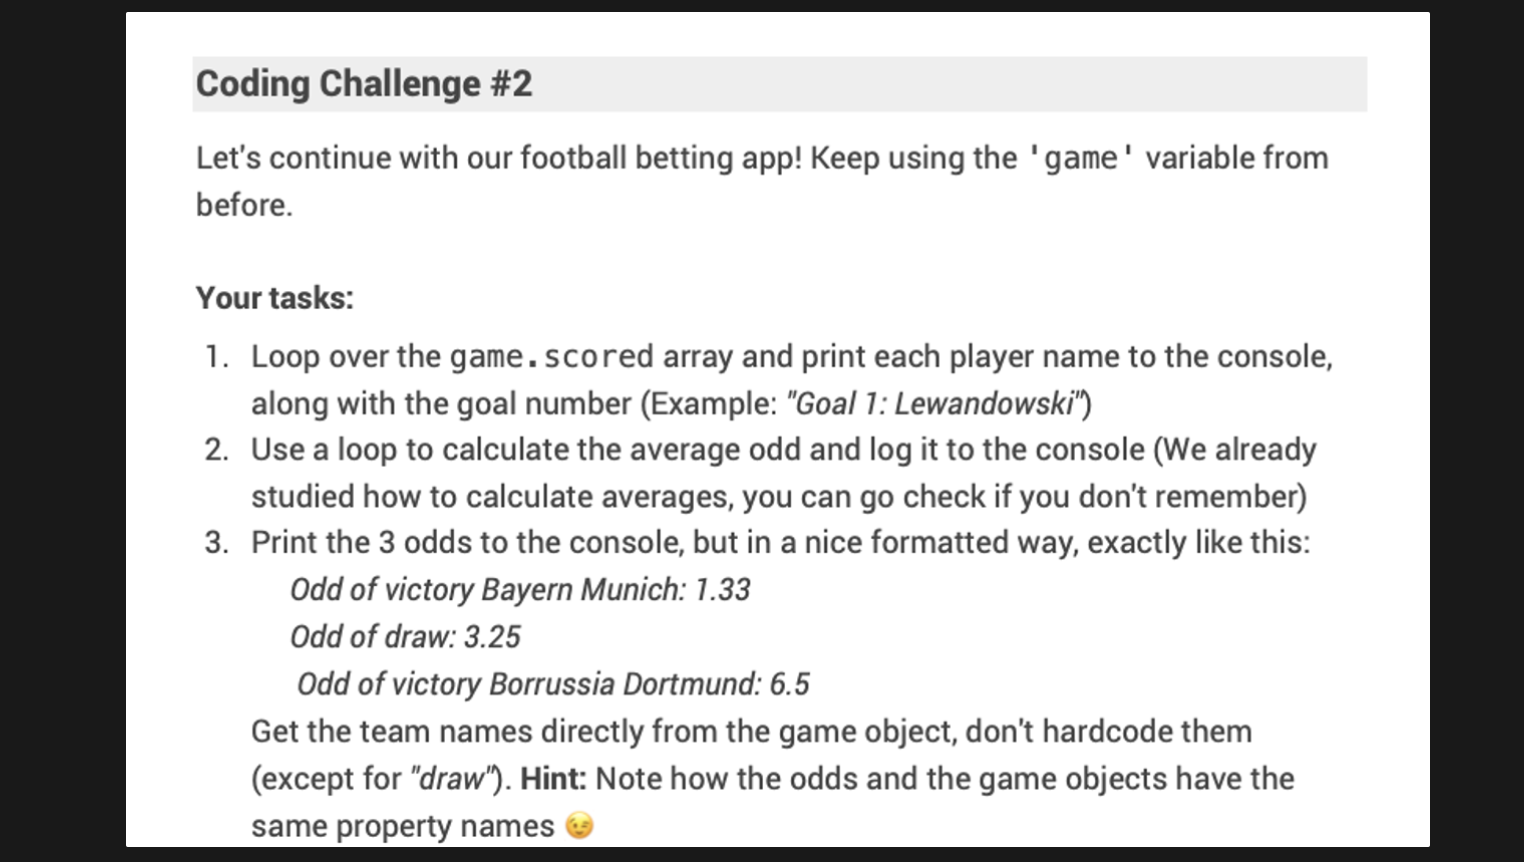 Coding Challenge #2
Let's continue with our football betting app! Keep using the 'game' variable from
before.
Your tasks:
1. Loop over the game.scored array and print each player name to the console,
along with the goal number (Example: "Goal 1: Lewandowski")
2. Use a loop to calculate the average odd and log it to the console (We already
studied how to calculate averages, you can go check if you don't remember)
3. Print the 3 odds to the console, but in a nice formatted way, exactly like this:
Odd of victory Bayern Munich: 1.33
Odd of draw: 3.25
Odd of victory Borrussia Dortmund: 6.5
Get the team names directly from the game object, don't hardcode them
(except for "draw"). Hint: Note how the odds and the game objects have the
same property names 😉